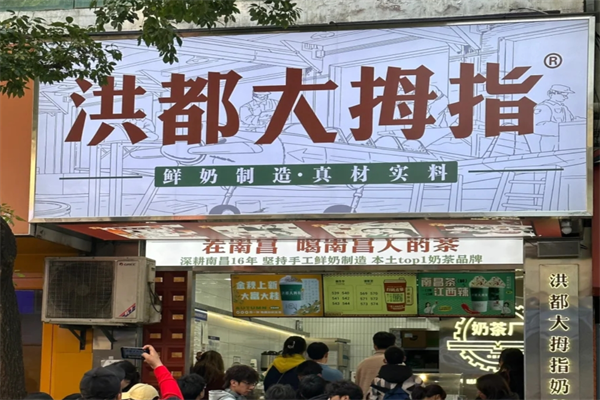 洪都大拇指®
鲜奶制造·真材实料
在南昌 喝南昌人的茶
深耕南昌16年 坚持手工鲜奶制造 本土top1奶茶品牌
南昌茶
江西辣
奶茶厂
洪都大拇指奶